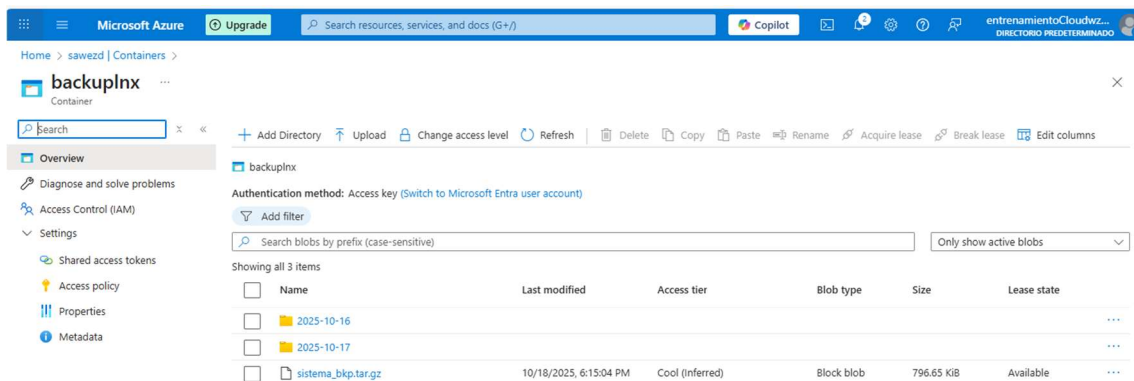 Microsoft Azure
Upgrade
Search resources, services, and docs (G+/)
Copilot
2
entrenamientoCloudwz...
DIRECTORIO PREDETERMINADO
Home > sawezd | Containers >
backuplnx ...
Container
Search
Add Directory Upload Change access level Refresh Delete Copy Paste Rename Acquire lease Break lease Edit columns
Overview
Diagnose and solve problems
Access Control (IAM)
Settings
Shared access tokens
Access policy
Properties
Metadata
backuplnx
Authentication method: Access key (Switch to Microsoft Entra user account)
Add filter
Search blobs by prefix (case-sensitive) Only show active blobs
Showing all 3 items
Name Last modified Access tier Blob type Size Lease state
2025-10-16 ...
2025-10-17 ...
sistema_bkp.tar.gz 10/18/2025, 6:15:04 PM Cool (Inferred) Block blob 796.65 KiB Available ...